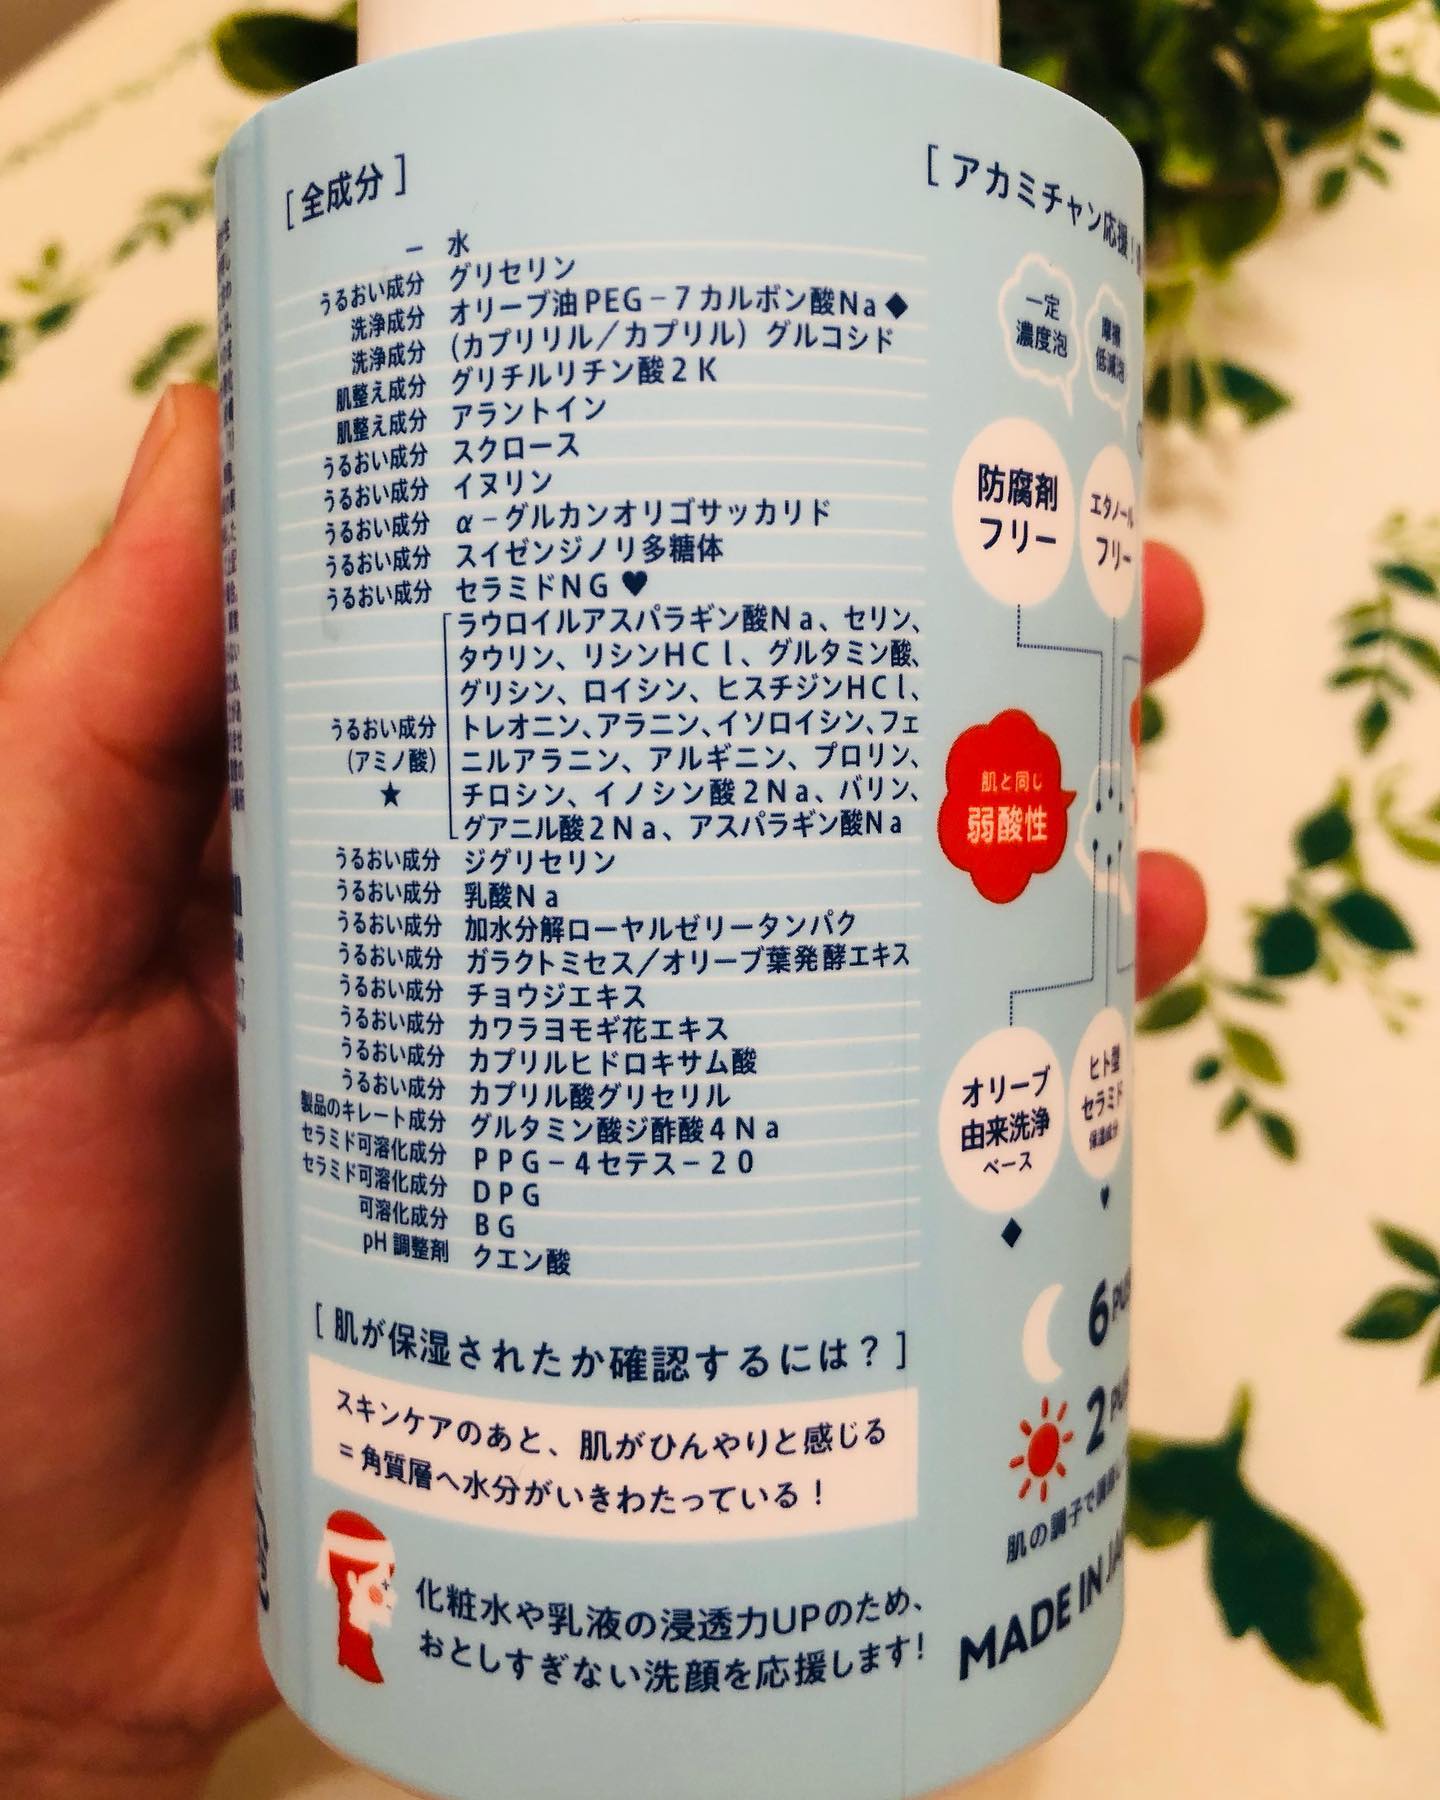 [ 全成分 ]
－ 水
うるおい成分 グリセリン
洗浄成分 オリーブ油PEG－7カルボン酸Na◆
洗浄成分 (カプリリル／カプリル) グルコシド
肌整え成分 グリチルリチン酸2K
肌整え成分 アラントイン
うるおい成分 スクロース
うるおい成分 イヌリン
うるおい成分 α－グルカンオリゴサッカリド
うるおい成分 スイゼンジノリ多糖体
うるおい成分 セラミドNG ♥
ラウロイルアスパラギン酸Na、セリン、
タウリン、リシンHCl、グルタミン酸、
グリシン、ロイシン、ヒスチジンHCl、
うるおい成分 トレオニン、アラニン、イソロイシン、フェ
(アミノ酸) ニルアラニン、アルギニン、プロリン、
★ チロシン、イノシン酸2Na、バリン、
グアニル酸2Na、アスパラギン酸Na
うるおい成分 ジグリセリン
うるおい成分 乳酸Na
うるおい成分 加水分解ローヤルゼリータンパク
うるおい成分 ガラクトミセス／オリーブ葉発酵エキス
うるおい成分 チョウジエキス
うるおい成分 カワラヨモギ花エキス
うるおい成分 カプリルヒドロキサム酸
うるおい成分 カプリル酸グリセリル
製品のキレート成分 グルタミン酸ジ酢酸4Na
セラミド可溶化成分 PPG－4セテス－20
セラミド可溶化成分 DPG
可溶化成分 BG
pH調整剤 クエン酸
[ 肌が保湿されたか確認するには？ ]
スキンケアのあと、肌がひんやりと感じる
＝角質層へ水分がいきわたっている！
化粧水や乳液の浸透力UPのため、
おとしすぎない洗顔を応援します!
[ アカミチャン応援！
一定
濃度泡
摩擦
低減泡
防腐剤
フリー
エタノール
フリー
肌と同じ
弱酸性
オリーブ
由来洗浄
ベース
◆
ヒト型
セラミド
保湿成分
♥
6 PUS
2 PUS
肌の調子で調
MADE IN JA